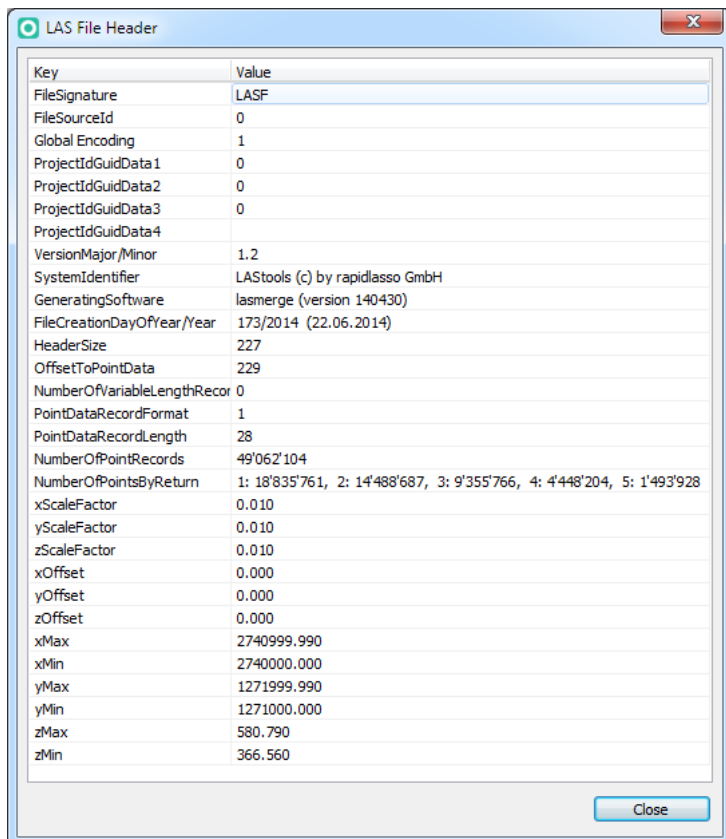 LAS File Header
Key Value
FileSignature LASF
FileSourceId 0
Global Encoding 1
ProjectIdGuidData1 0
ProjectIdGuidData2 0
ProjectIdGuidData3 0
ProjectIdGuidData4
VersionMajor/Minor 1.2
SystemIdentifier LAStools (c) by rapidlasso GmbH
GeneratingSoftware lasmerge (version 140430)
FileCreationDayOfYear/Year 173/2014 (22.06.2014)
HeaderSize 227
OffsetToPointData 229
NumberOfVariableLengthRecor 0
PointDataRecordFormat 1
PointDataRecordLength 28
NumberOfPointRecords 49'062'104
NumberOfPointsByReturn 1: 18'835'761, 2: 14'488'687, 3: 9'355'766, 4: 4'448'204, 5: 1'493'928
xScaleFactor 0.010
yScaleFactor 0.010
zScaleFactor 0.010
xOffset 0.000
yOffset 0.000
zOffset 0.000
xMax 2740999.990
xMin 2740000.000
yMax 1271999.990
yMin 1271000.000
zMax 580.790
zMin 366.560
Close